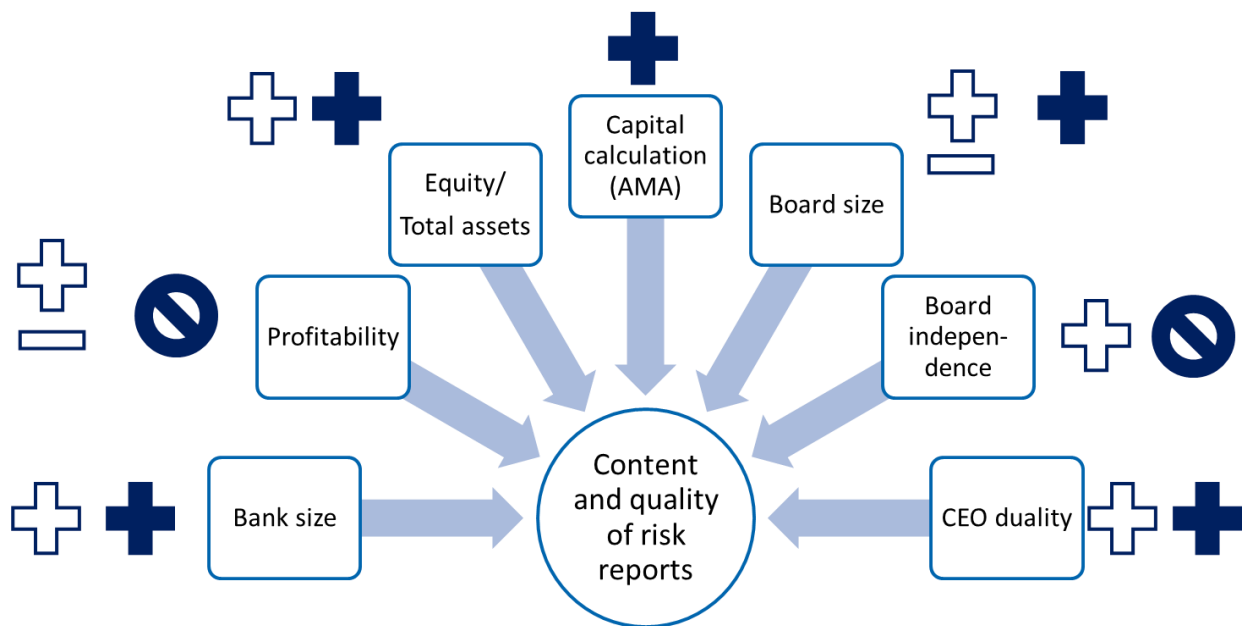 Capital
calculation
(AMA)
Equity/
Total assets
Board size
Profitability
Board
indepen-
dence
Bank size
Content
and quality
of risk
reports
CEO duality